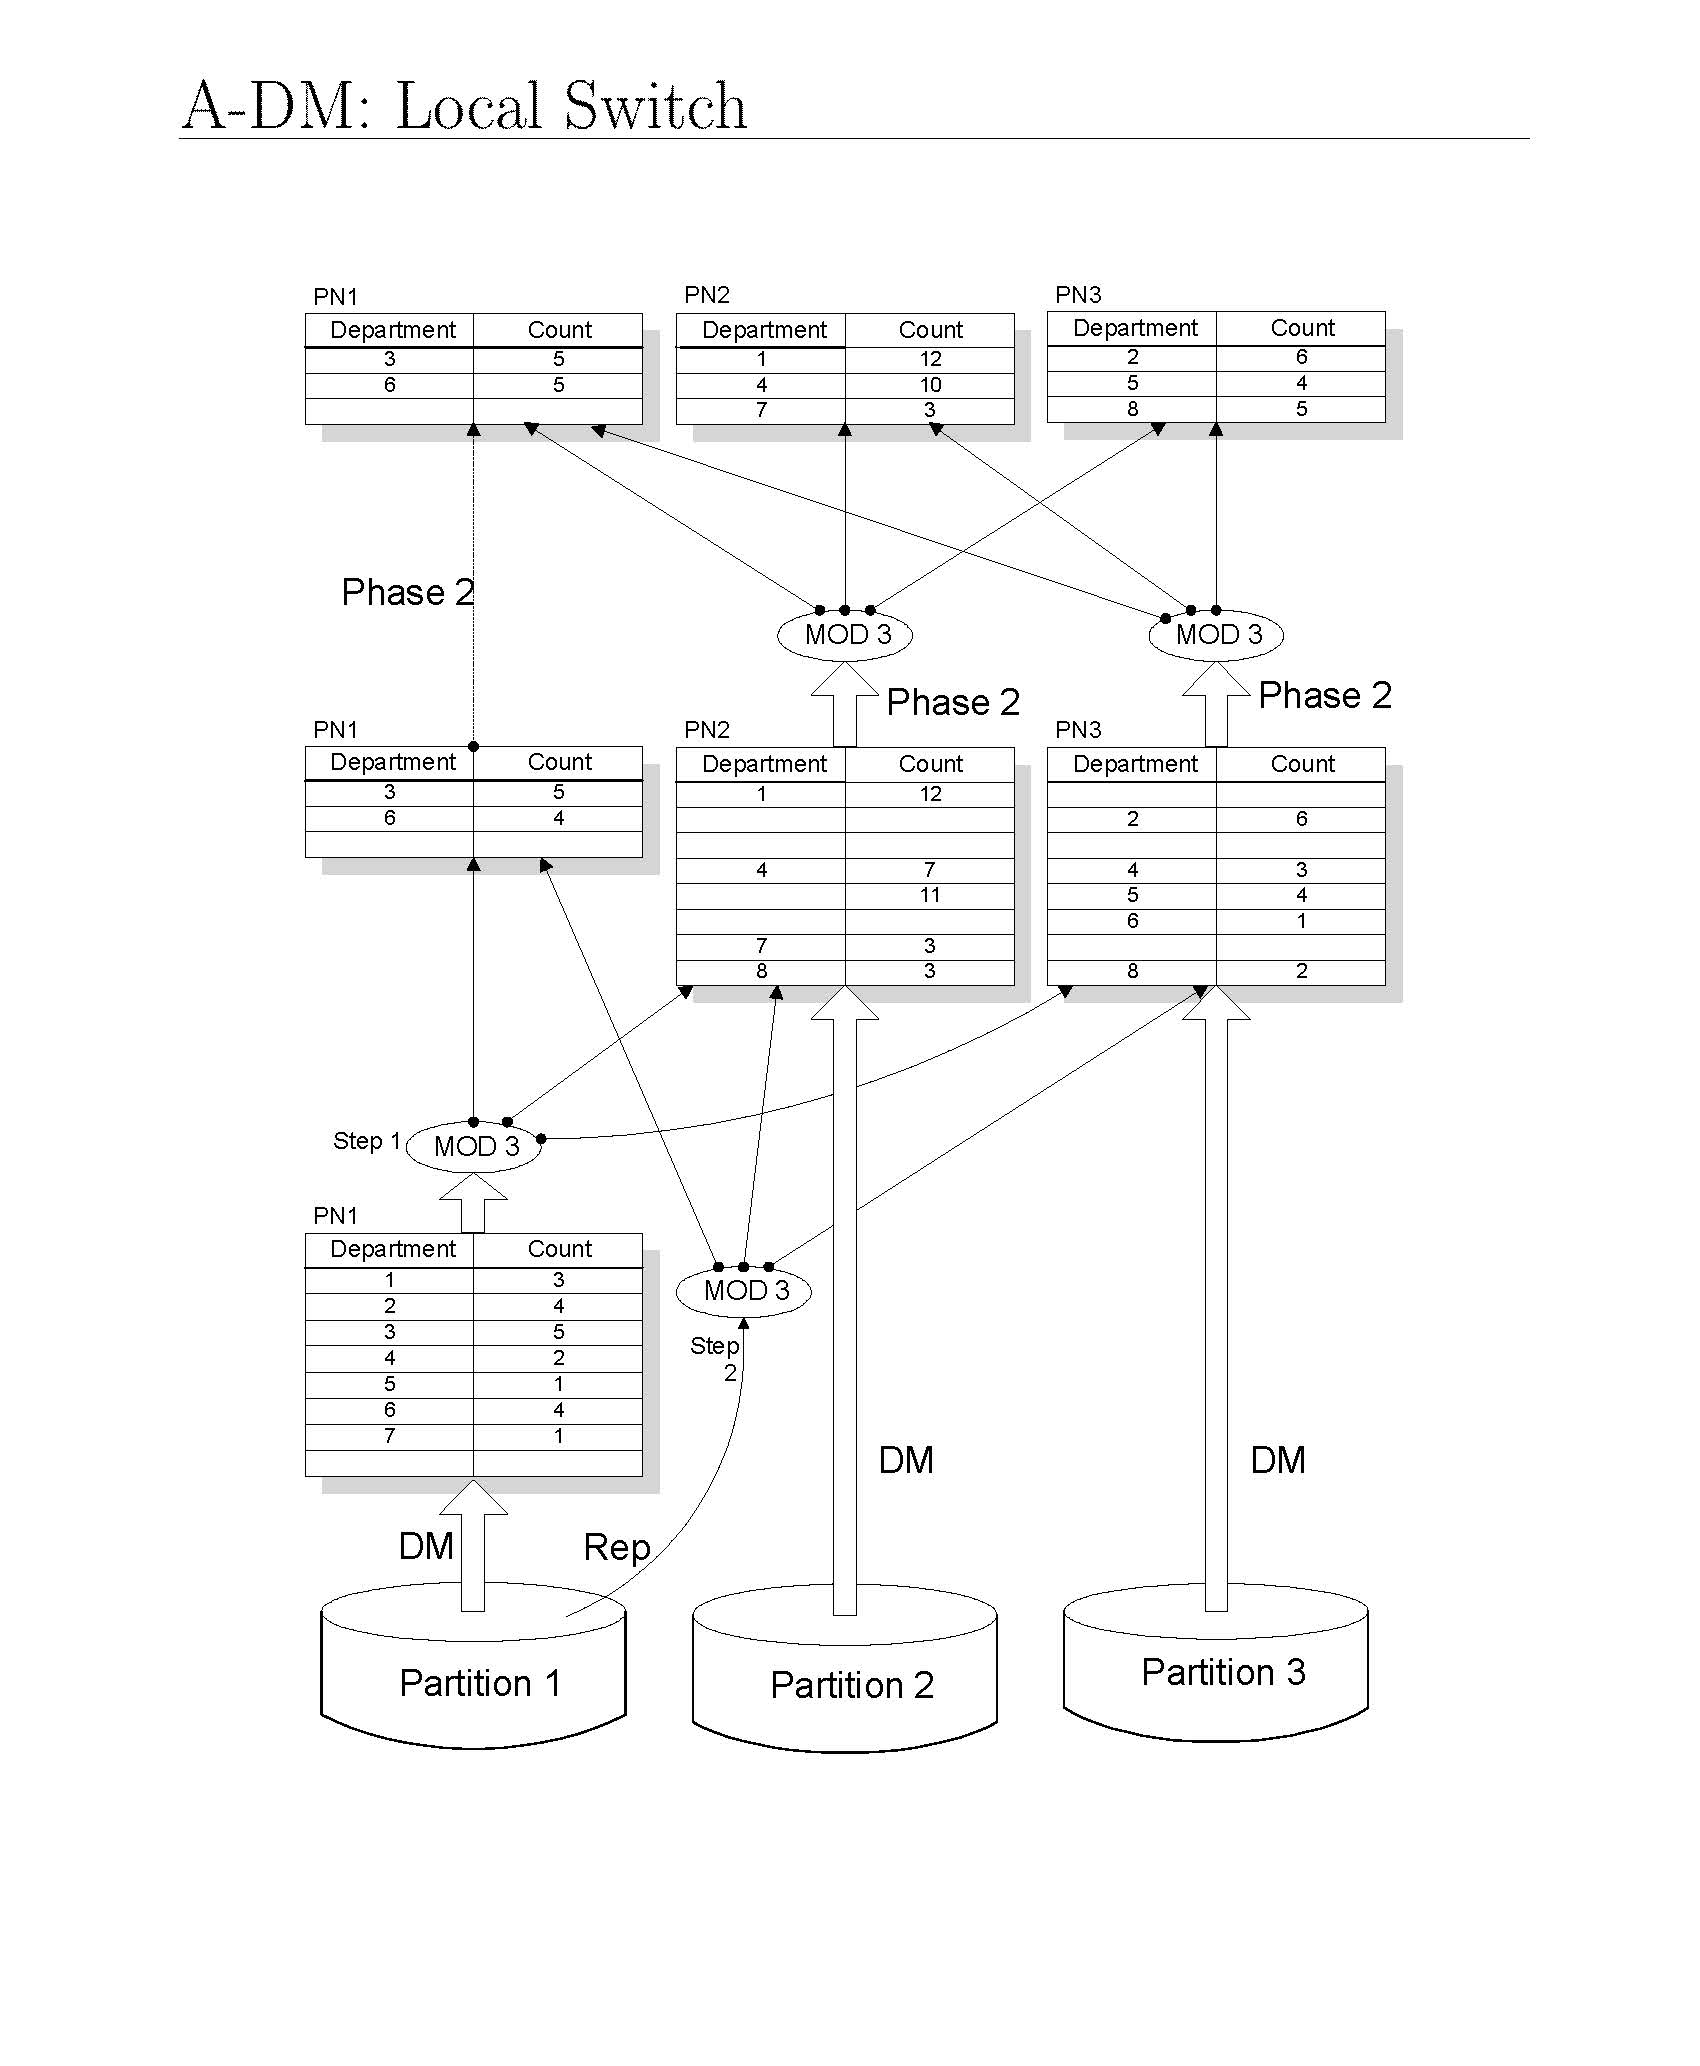 A-DM: Local Switch
PN1 PN2 PN3
Department Count Department Count Department Count
3 5 1 12 2 6
6 5 4 10 5 4
7 3 8 5
Phase 2
MOD 3 MOD 3
Phase 2 Phase 2
PN1 PN2 PN3
Department Count Department Count Department Count
3 5 1 12
6 4 2 6
4 7 4 3
11 5 4
6 1
7 3
8 3 8 2
Step 1 MOD 3
PN1
Department Count
1 3
2 4
3 5
4 2
5 1
6 4
7 1
MOD 3
Step
2
DM DM
DM Rep
Partition 1 Partition 2 Partition 3